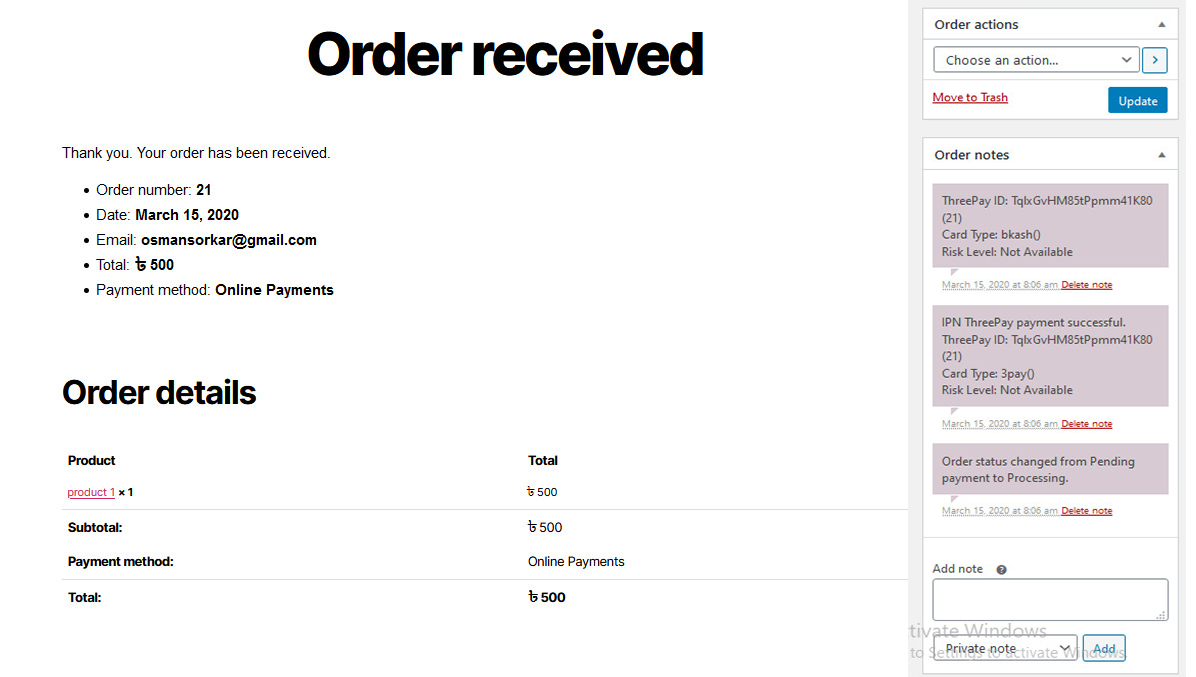 Order received
Thank you. Your order has been received.
Order number: 21
Date: March 15, 2020
Email: osmansorkar@gmail.com
Total: ৳ 500
Payment method: Online Payments
Order details
Product Total
product 1 × 1 ৳ 500
Subtotal: ৳ 500
Payment method: Online Payments
Total: ৳ 500
Order actions
Choose an action...
Move to Trash Update
Order notes
ThreePay ID: TqlxGvHM85tPpmm41K80
(21)
Card Type: bkash()
Risk Level: Not Available
March 15, 2020 at 8:06 am Delete note
IPN ThreePay payment successful.
ThreePay ID: TqlxGvHM85tPpmm41K80
(21)
Card Type: 3pay()
Risk Level: Not Available
March 15, 2020 at 8:06 am Delete note
Order status changed from Pending
payment to Processing.
March 15, 2020 at 8:06 am Delete note
Add note
tivate Windows
Private note Add
to Settings to activate Windows.